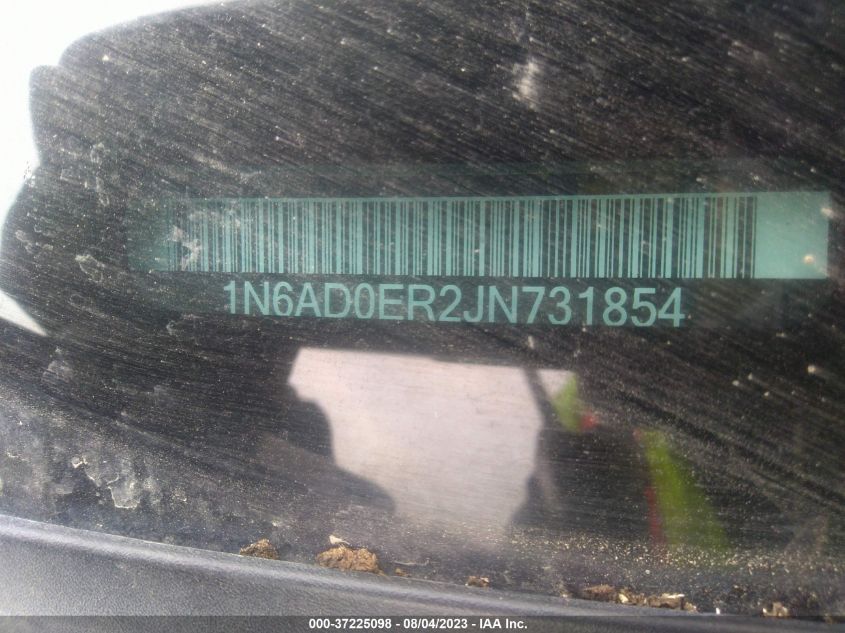 1N6AD0ER2JN731854
000-37225098 - 08/04/2023 - IAA Inc.